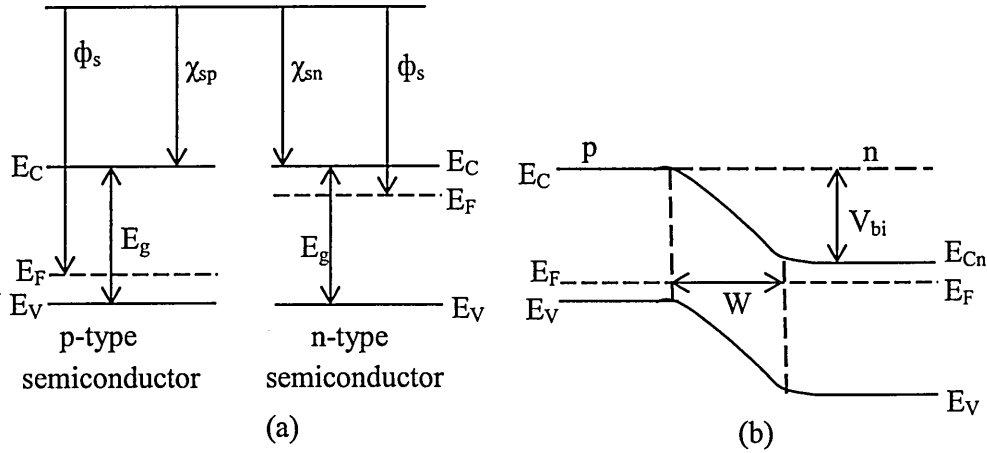 ϕs χsp χsn ϕs
EC EC
EF
Eg Eg
EF
EV EV
p-type
semiconductor
n-type
semiconductor
(a)
p n
EC
Vbi
ECn
EF EF
W
EV
EV
(b)